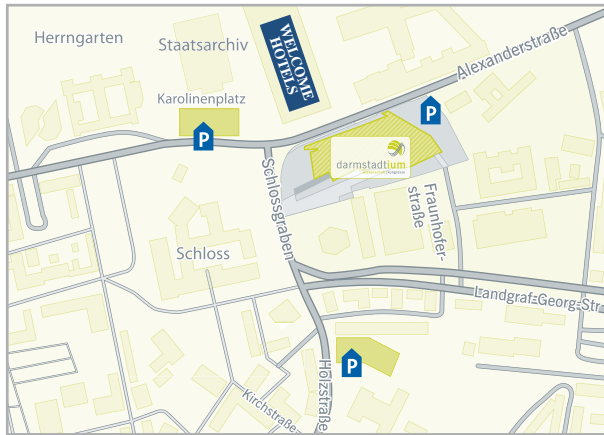 Herrngarten
Staatsarchiv
WELCOME
HOTELS
Alexanderstraße
Karolinenplatz
P
P
darmstadtium
Schlossgraben
Fraunhofer-
straße
Schloss
Landgraf-Georg-Str
P
Holzstraße
Kirchstraße